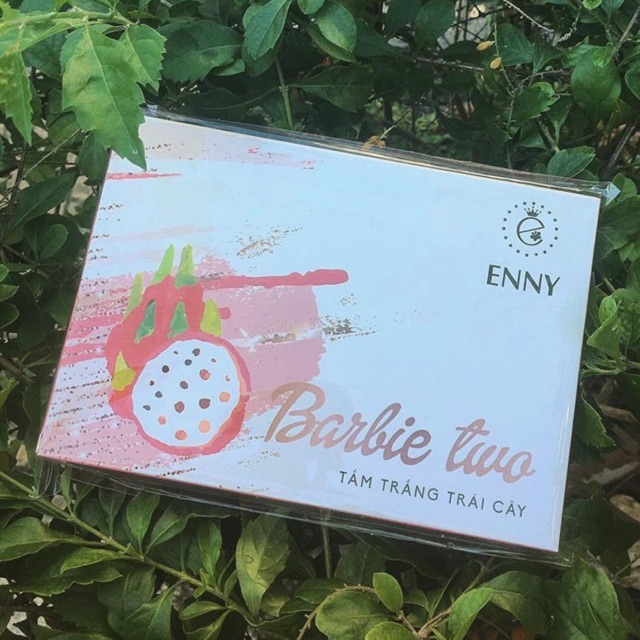 ENNY
Barbie two
TẮM TRẮNG TRÁI CÂY